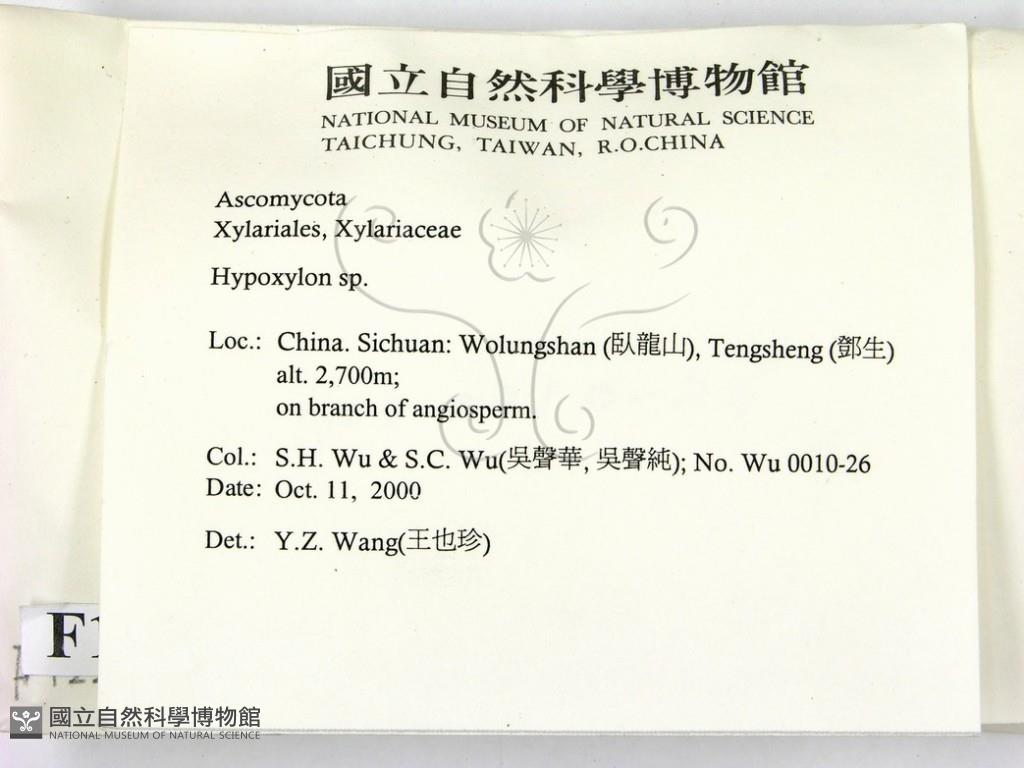 國立自然科學博物館
NATIONAL MUSEUM OF NATURAL SCIENCE
TAICHUNG, TAIWAN, R.O.CHINA
Ascomycota
Xylariales, Xylariaceae
Hypoxylon sp.
Loc.: China. Sichuan: Wolungshan (臥龍山), Tengsheng (鄧生)
alt. 2,700m;
on branch of angiosperm.
Col.: S.H. Wu & S.C. Wu(吳聲華, 吳聲純); No. Wu 0010-26
Date: Oct. 11, 2000
Det.: Y.Z. Wang(王也珍)
國立自然科學博物館
NATIONAL MUSEUM OF NATURAL SCIENCE